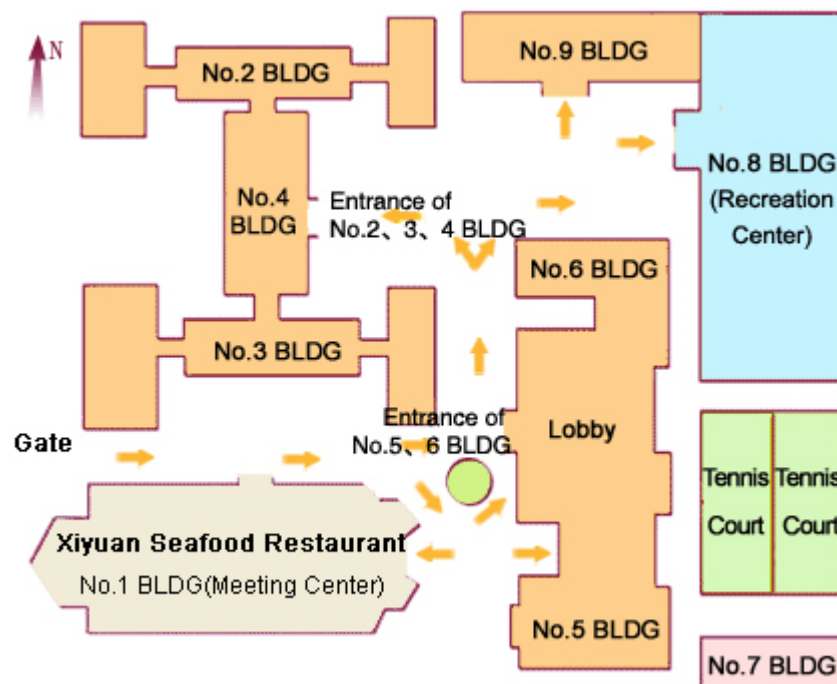 N
No.2 BLDG
No.9 BLDG
No.8 BLDG
(Recreation
Center)
No.4
BLDG
Entrance of
No.2、3、4 BLDG
No.6 BLDG
No.3 BLDG
Entrance of
No.5、6 BLDG
Lobby
Gate
Tennis
Court
Tennis
Court
Xiyuan Seafood Restaurant
No.1 BLDG(Meeting Center)
No.5 BLDG
No.7 BLDG